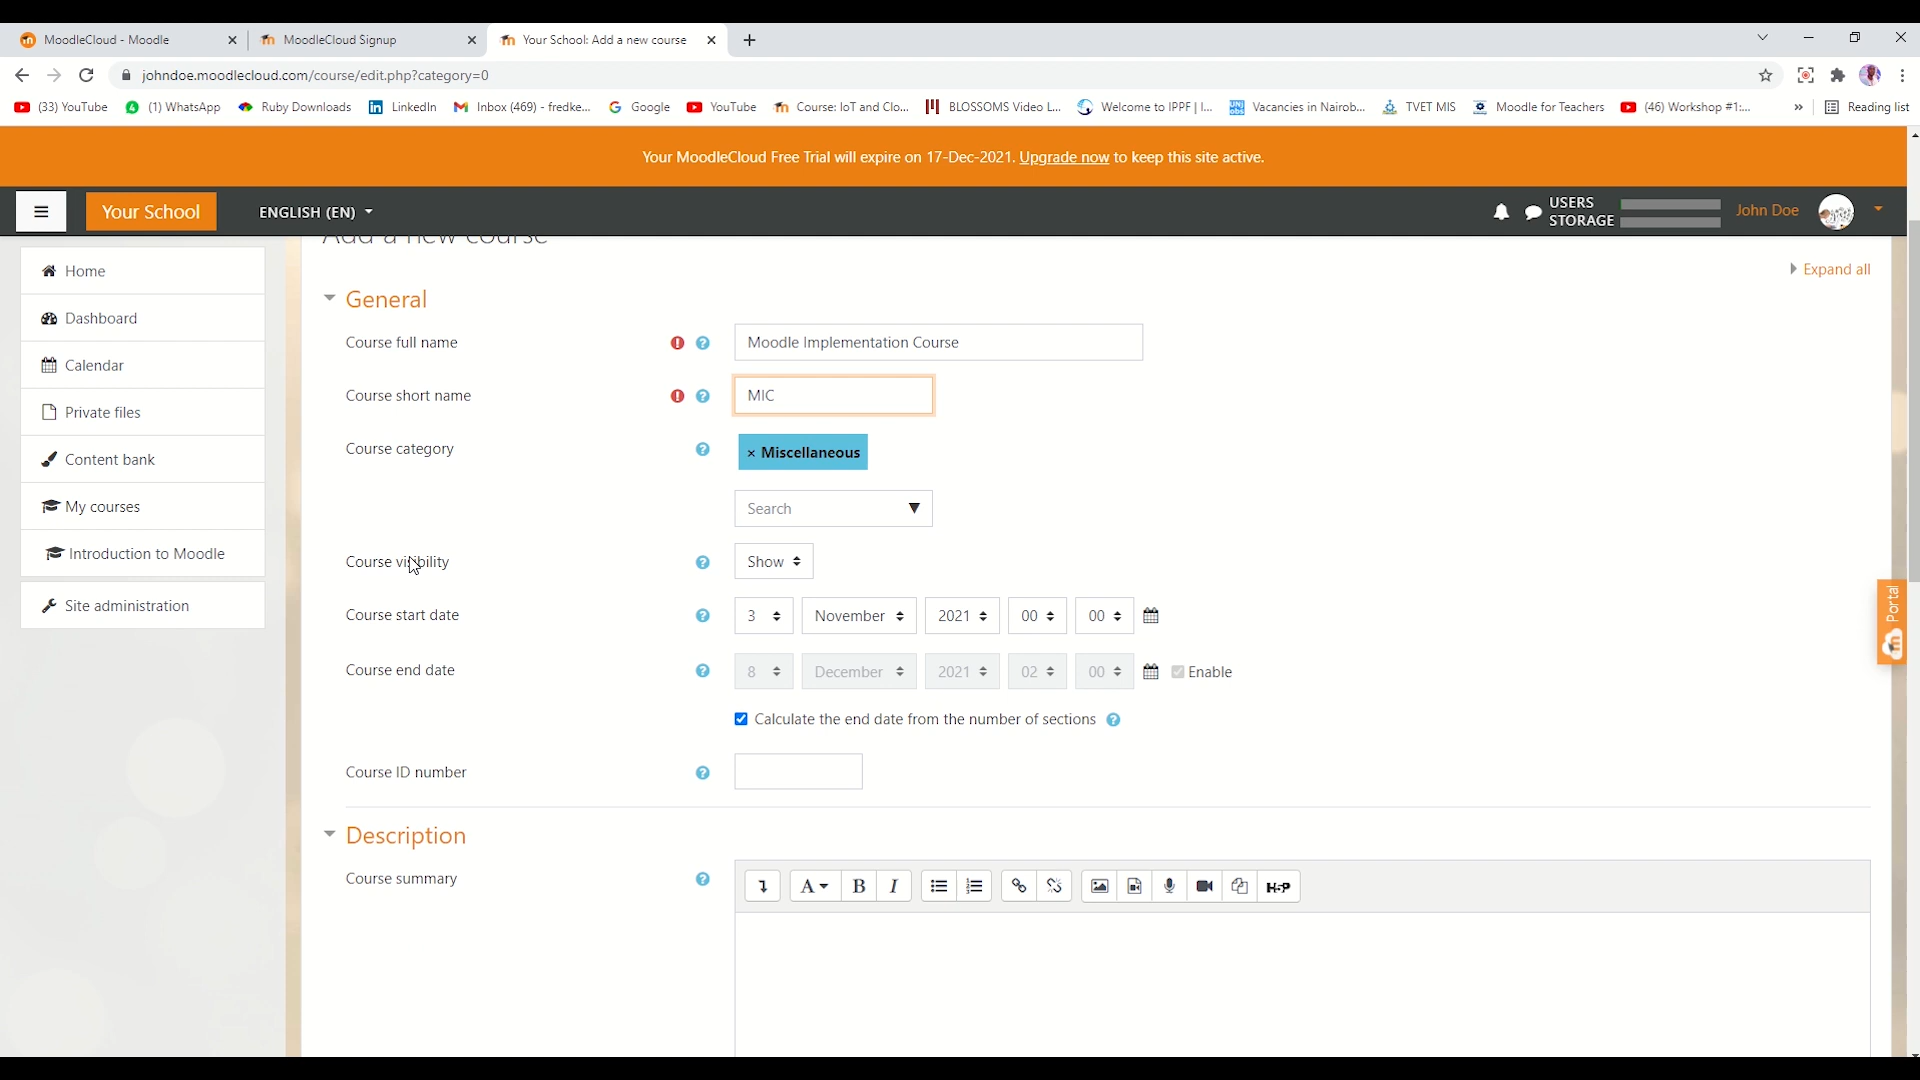 MoodleCloud - Moodle
MoodleCloud Signup
Your School: Add a new course
johndoe.moodlecloud.com/course/edit.php?category=0
(33) YouTube
(1) WhatsApp
Ruby Downloads
LinkedIn
Inbox (469) - fredke...
Google
YouTube
Course: IoT and Clo...
BLOSSOMS Video L...
Welcome to IPPF | I...
Vacancies in Nairob...
TVET MIS
Moodle for Teachers
(46) Workshop #1:...
»
Reading list
Your MoodleCloud Free Trial will expire on 17-Dec-2021. Upgrade now to keep this site active.
Your School
ENGLISH (EN)
USERS
STORAGE
John Doe
Add a new course
Home
Dashboard
Calendar
Private files
Content bank
My courses
Introduction to Moodle
Site administration
Expand all
General
Course full name
Moodle Implementation Course
Course short name
MIC
Course category
× Miscellaneous
Search
Course visibility
Show
Course start date
3 November 2021 00 00
Course end date
8 December 2021 02 00 Enable
Calculate the end date from the number of sections
Course ID number
Description
Course summary
A B I
H-P
Portal